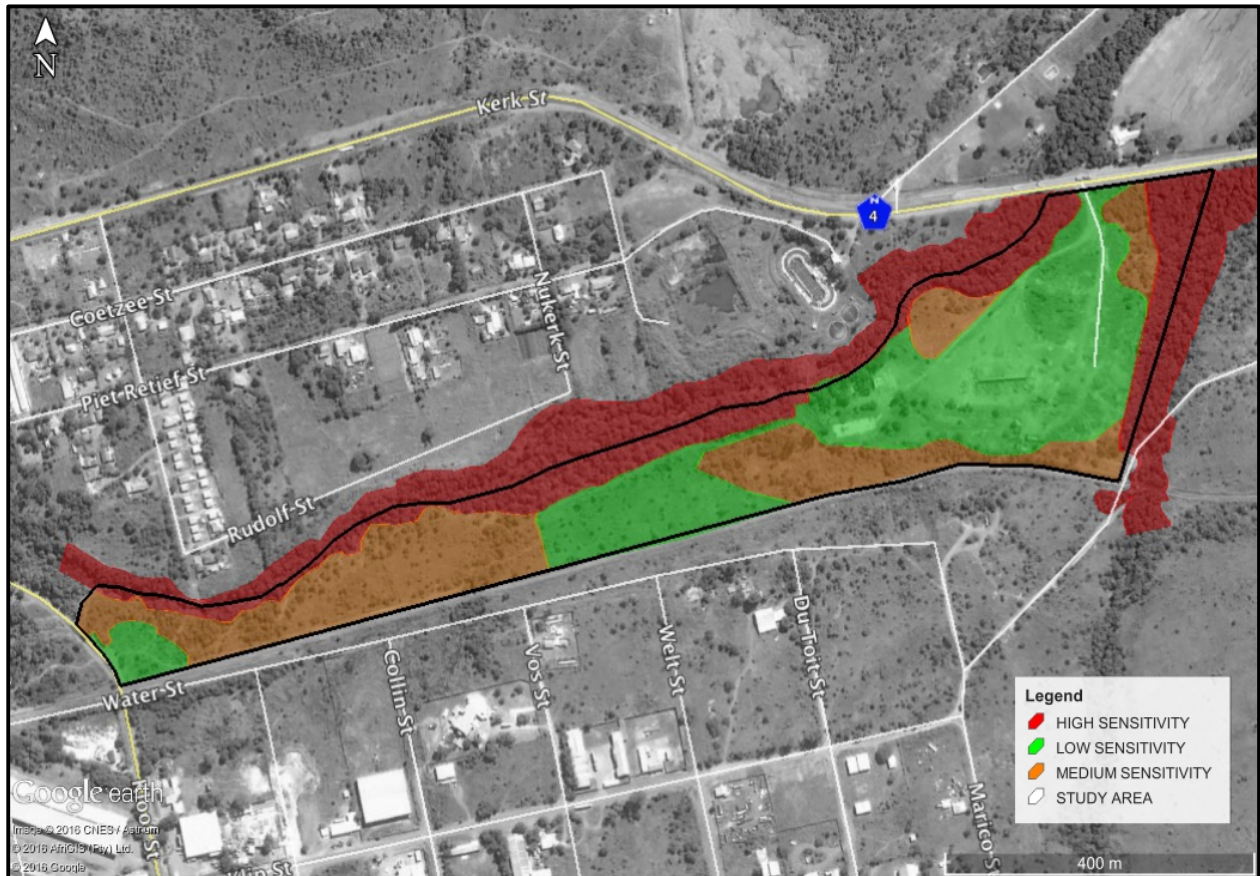 N
Kerk St
N
4
Coetzee St
Nukerk St
Piet Retief St
Rudolf St
Water St
Collin St
Vos St
Welt St
Du Toit St
Legend
HIGH SENSITIVITY
LOW SENSITIVITY
MEDIUM SENSITIVITY
STUDY AREA
Google earth
Image © 2016 CNES / Astrium
© 2016 AfriGIS (Pty) Ltd.
© 2016 Google
St
Marico S
400 m